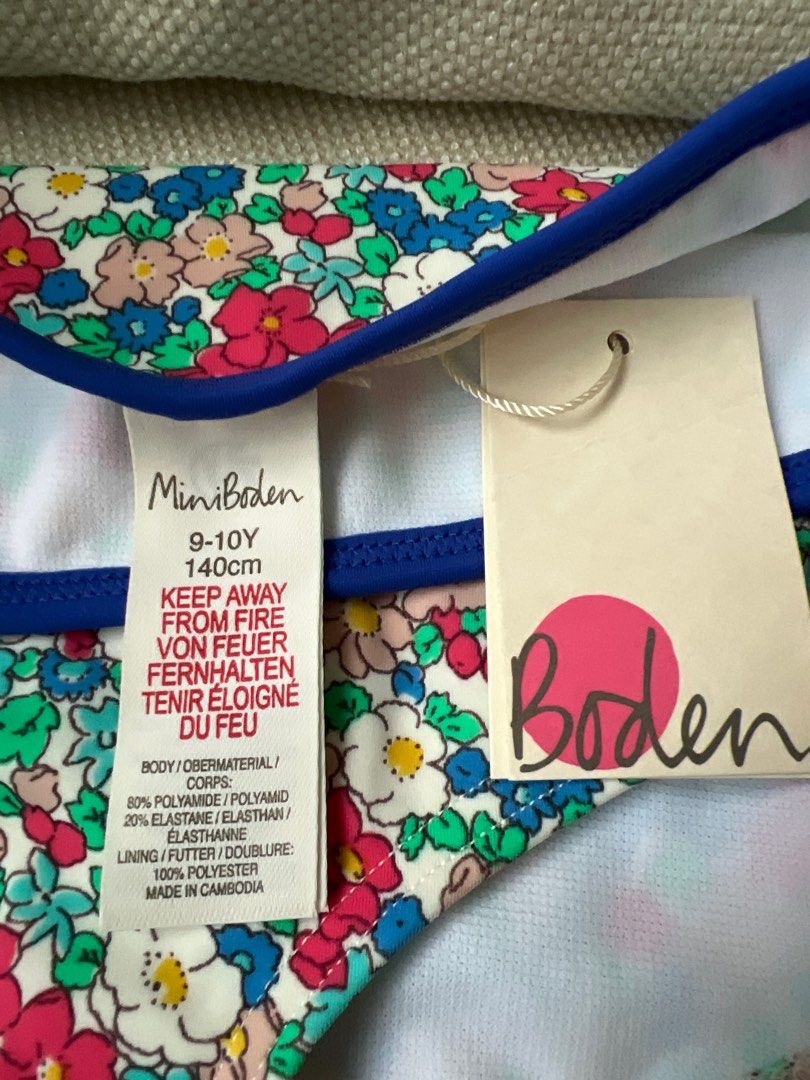 MiniBoden
9-10Y
140cm
KEEP AWAY
FROM FIRE
VON FEUER
FERNHALTEN
TENIR ÉLOIGNÉ
DU FEU
BODY / OBERMATERIAL /
CORPS:
80% POLYAMIDE / POLYAMID
20% ELASTANE / ELASTHAN /
ÉLASTHANNE
LINING / FUTTER / DOUBLURE:
100% POLYESTER
MADE IN CAMBODIA
Boden